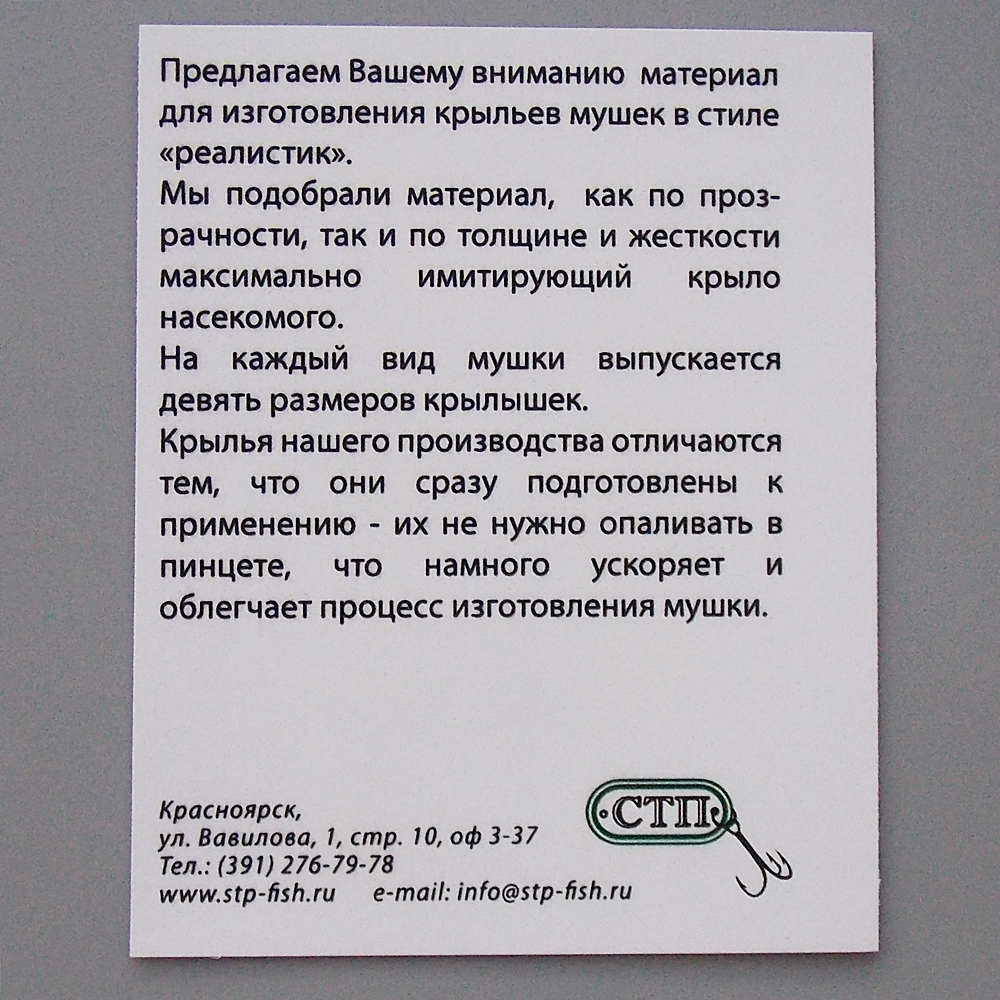 Предлагаем Вашему вниманию материал
для изготовления крыльев мушек в стиле
«реалистик».
Мы подобрали материал, как по проз-
рачности, так и по толщине и жесткости
максимально имитирующий крыло
насекомого.
На каждый вид мушки выпускается
девять размеров крылышек.
Крылья нашего производства отличаются
тем, что они сразу подготовлены к
применению - их не нужно опаливать в
пинцете, что намного ускоряет и
облегчает процесс изготовления мушки.
Красноярск,
ул. Вавилова, 1, стр. 10, оф 3-37
Тел.: (391) 276-79-78
www.stp-fish.ru e-mail: info@stp-fish.ru
СТП